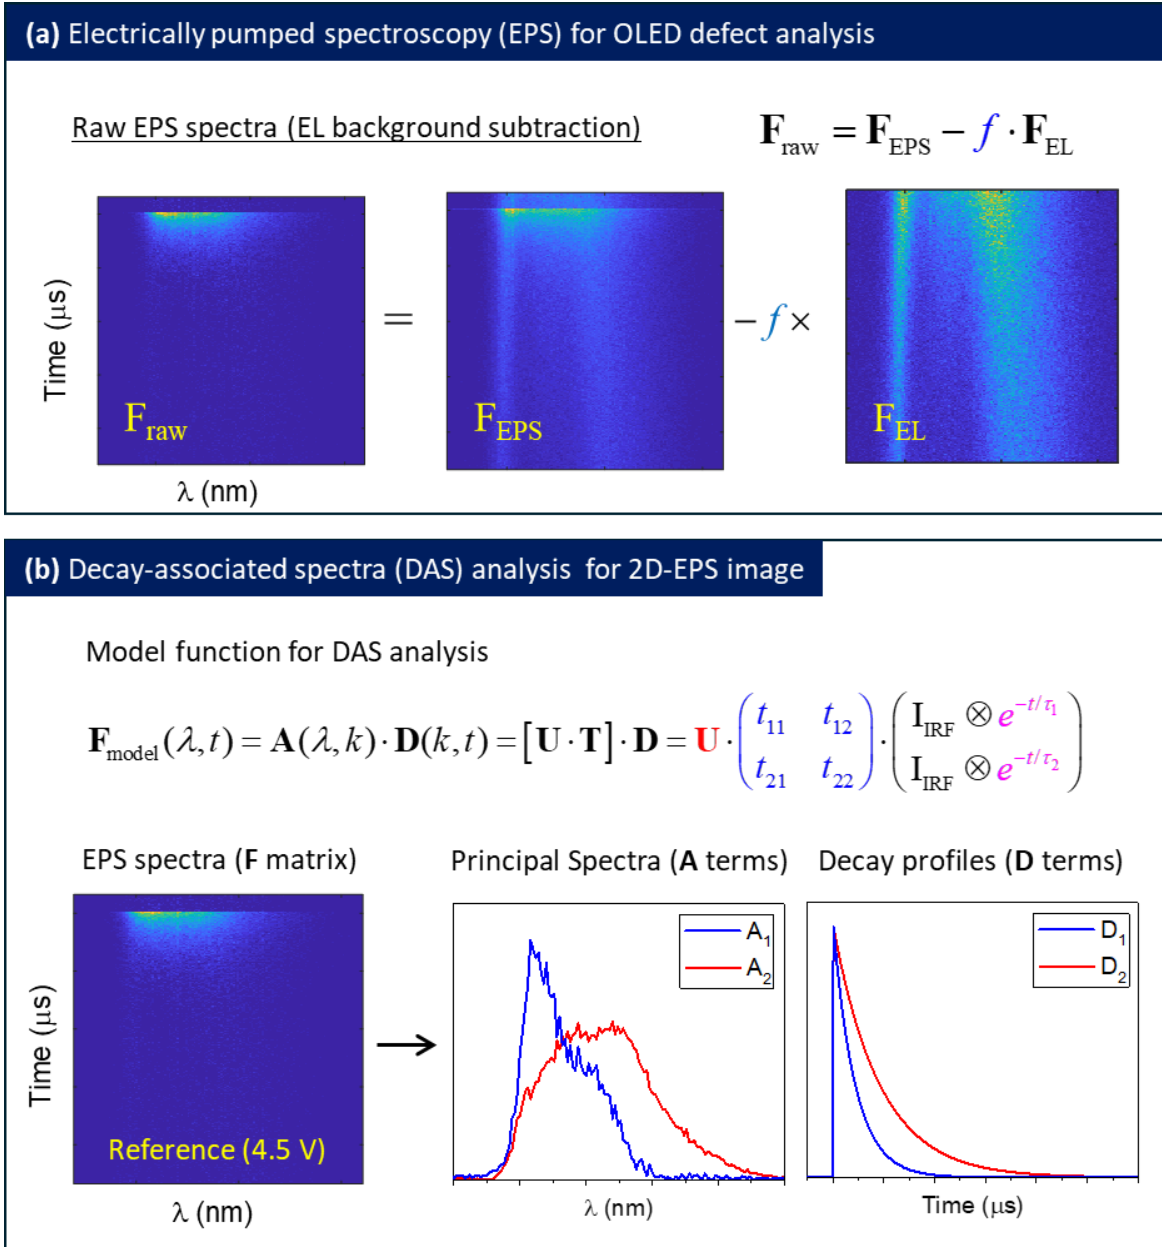 (a) Electrically pumped spectroscopy (EPS) for OLED defect analysis
Raw EPS spectra (EL background subtraction)
F_raw = F_EPS − f · F_EL
Time (μs)
F_raw
λ (nm)
=
F_EPS
− f ×
F_EL
(b) Decay-associated spectra (DAS) analysis for 2D-EPS image
Model function for DAS analysis
F_model(λ, t) = A(λ, k) · D(k, t) = [U · T] · D = U · (t_11 t_12 t_21 t_22) · (I_IRF ⊗ e^{−t/τ_1} I_IRF ⊗ e^{−t/τ_2})
EPS spectra (F matrix)
Time (μs)
Reference (4.5 V)
λ (nm)
Principal Spectra (A terms)
A_1
A_2
λ (nm)
Decay profiles (D terms)
D_1
D_2
Time (μs)